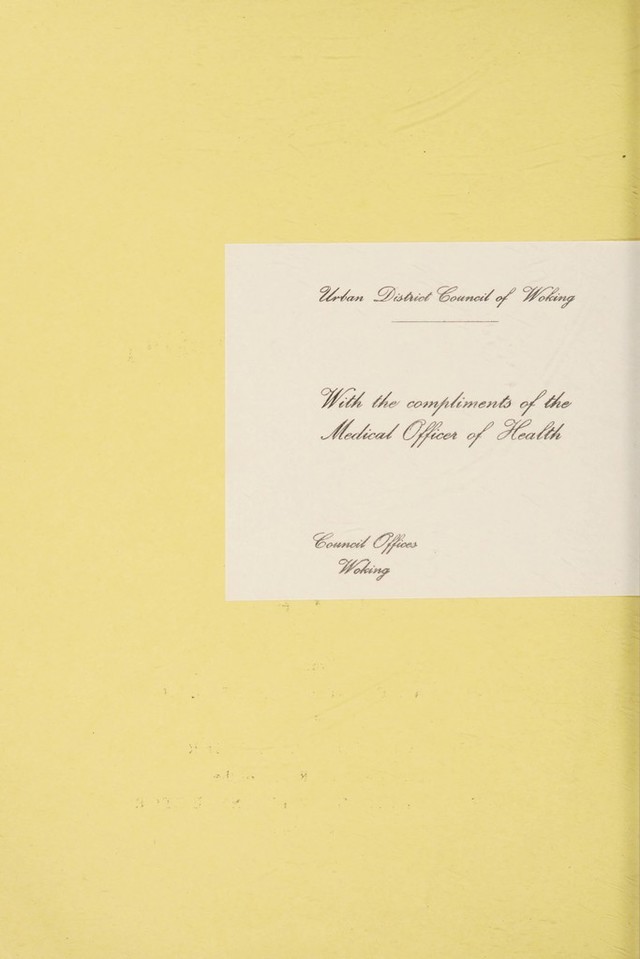 Urban District Council of Woking
With the compliments of the
Medical Officer of Health
Council Offices
Woking